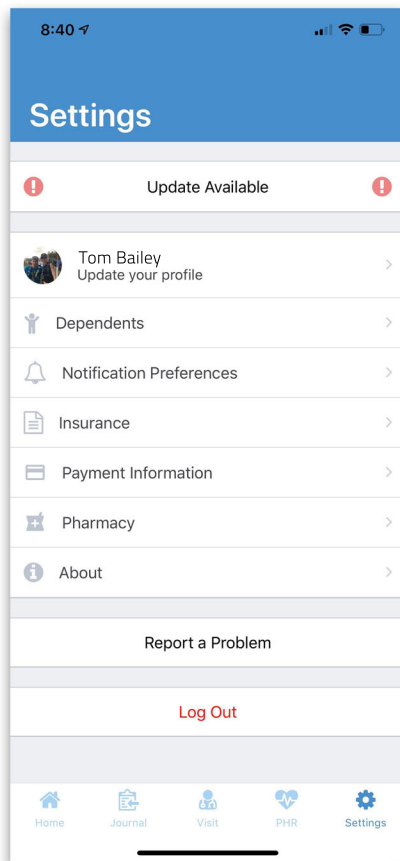 8:40
Settings
Update Available
Tom Bailey
Update your profile
Dependents
Notification Preferences
Insurance
Payment Information
Pharmacy
About
Report a Problem
Log Out
Home Journal Visit PHR Settings